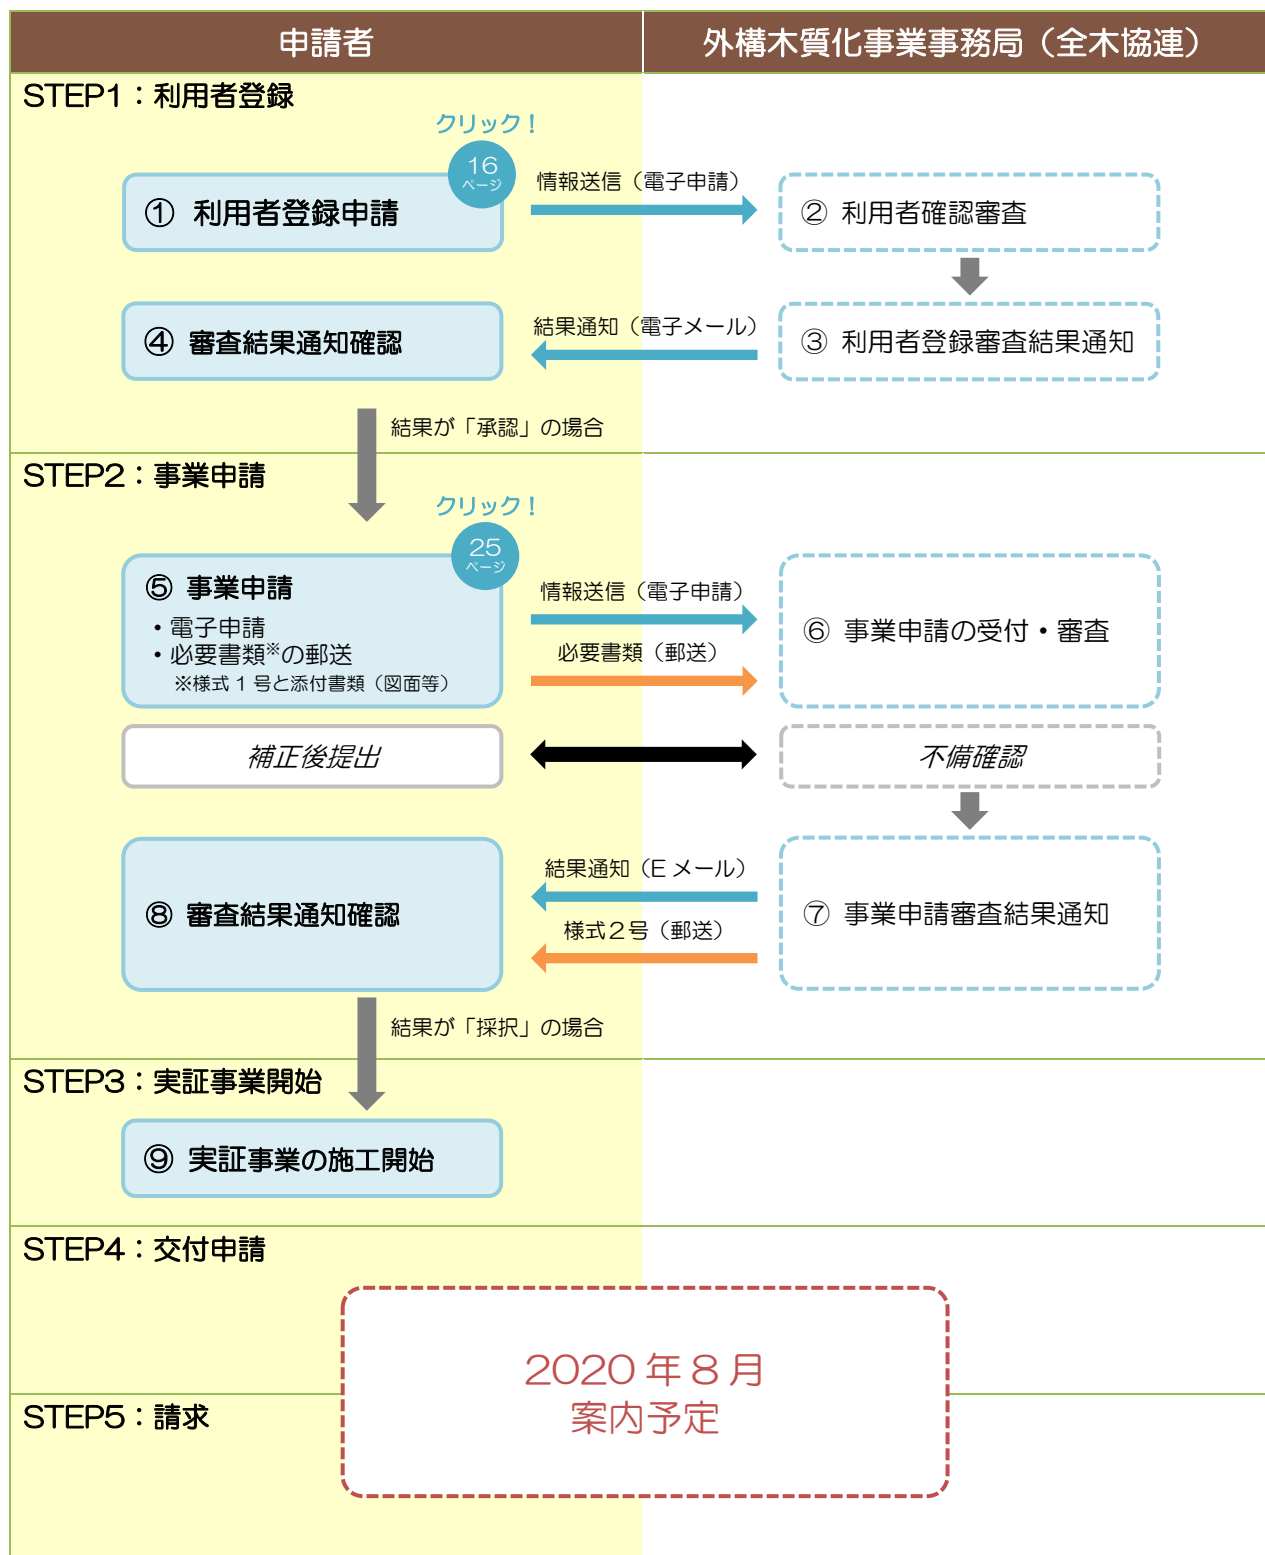 申請者
外構木質化事業事務局（全木協連）
STEP1：利用者登録
クリック！
16
ページ
① 利用者登録申請
情報送信（電子申請）
② 利用者確認審査
④ 審査結果通知確認
結果通知（電子メール）
③ 利用者登録審査結果通知
結果が「承認」の場合
STEP2：事業申請
クリック！
25
ページ
⑤ 事業申請
・電子申請
・必要書類※の郵送
※様式１号と添付書類（図面等）
情報送信（電子申請）
必要書類（郵送）
⑥ 事業申請の受付・審査
補正後提出
不備確認
⑧ 審査結果通知確認
結果通知（Eメール）
様式２号（郵送）
⑦ 事業申請審査結果通知
結果が「採択」の場合
STEP3：実証事業開始
⑨ 実証事業の施工開始
STEP4：交付申請
2020年8月
案内予定
STEP5：請求